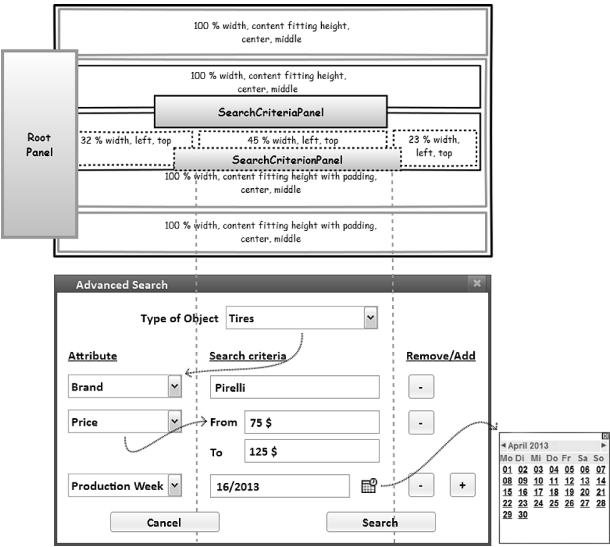 100 % width, content fitting height,
center, middle
100 % width, content fitting height,
center, middle
SearchCriteriaPanel
Root
Panel
32 % width, left, top
45 % width, left, top
23 % width,
left, top
SearchCriterionPanel
100 % width, content fitting height with padding,
center, middle
100 % width, content fitting height with padding,
center, middle
Advanced Search
Type of Object Tires
Attribute Search criteria Remove/Add
Brand Pirelli -
Price From 75 $ -
To 125 $
Production Week 16/2013 - +
Cancel Search
April 2013
Mo Di Mi Do Fr Sa So
01 02 03 04 05 06 07
08 09 10 11 12 13 14
15 16 17 18 19 20 21
22 23 24 25 26 27 28
29 30